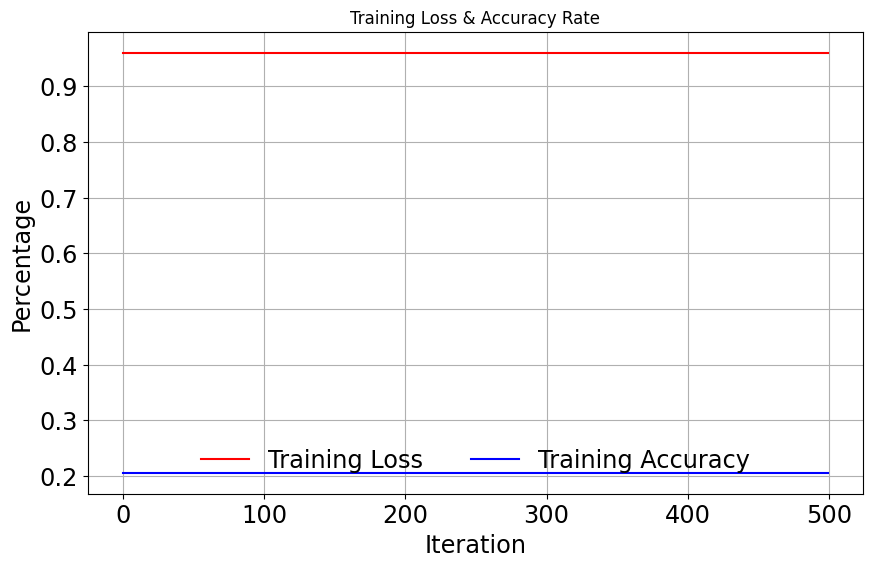 Training Loss & Accuracy Rate
Percentage
0.9
0.8
0.7
0.6
0.5
0.4
0.3
0.2
Training Loss Training Accuracy
0 100 200 300 400 500
Iteration